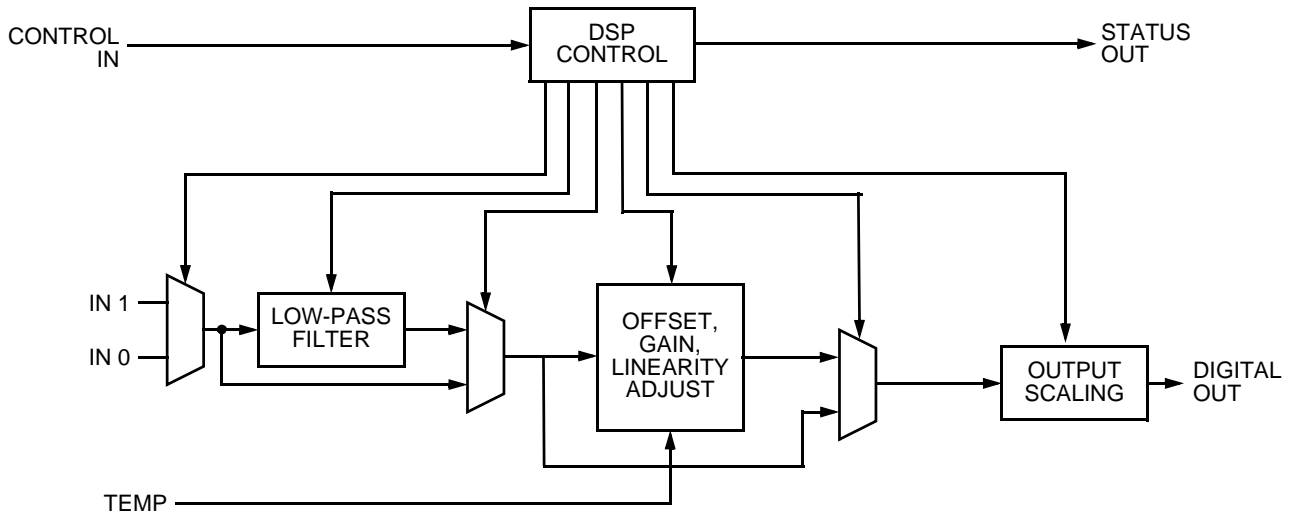 CONTROL
IN
DSP
CONTROL
STATUS
OUT
IN 1
IN 0
LOW-PASS
FILTER
OFFSET,
GAIN,
LINEARITY
ADJUST
OUTPUT
SCALING
DIGITAL
OUT
TEMP